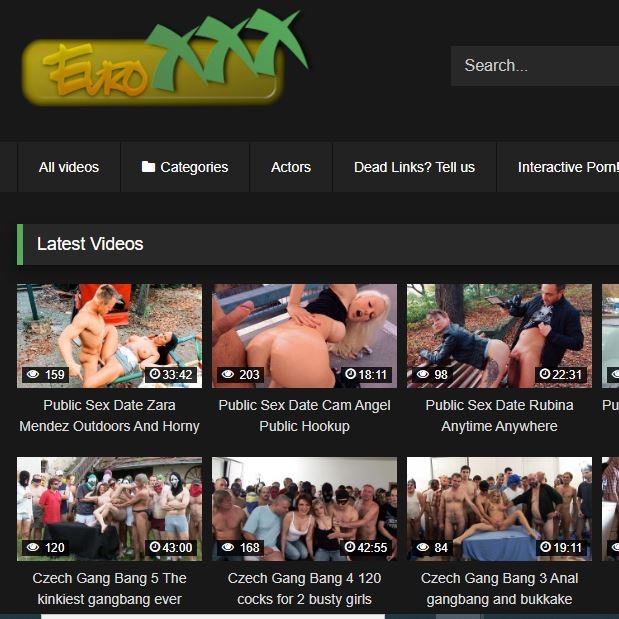 EURO XXX
Search...
All videos
Categories
Actors
Dead Links? Tell us
Interactive Porn!
Latest Videos
159
33:42
203
18:11
98
22:31
Public Sex Date Zara
Mendez Outdoors And Horny
Public Sex Date Cam Angel
Public Hookup
Public Sex Date Rubina
Anytime Anywhere
Pu
120
43:00
168
42:55
84
19:11
Czech Gang Bang 5 The
kinkiest gangbang ever
Czech Gang Bang 4 120
cocks for 2 busty girls
Czech Gang Bang 3 Anal
gangbang and bukkake